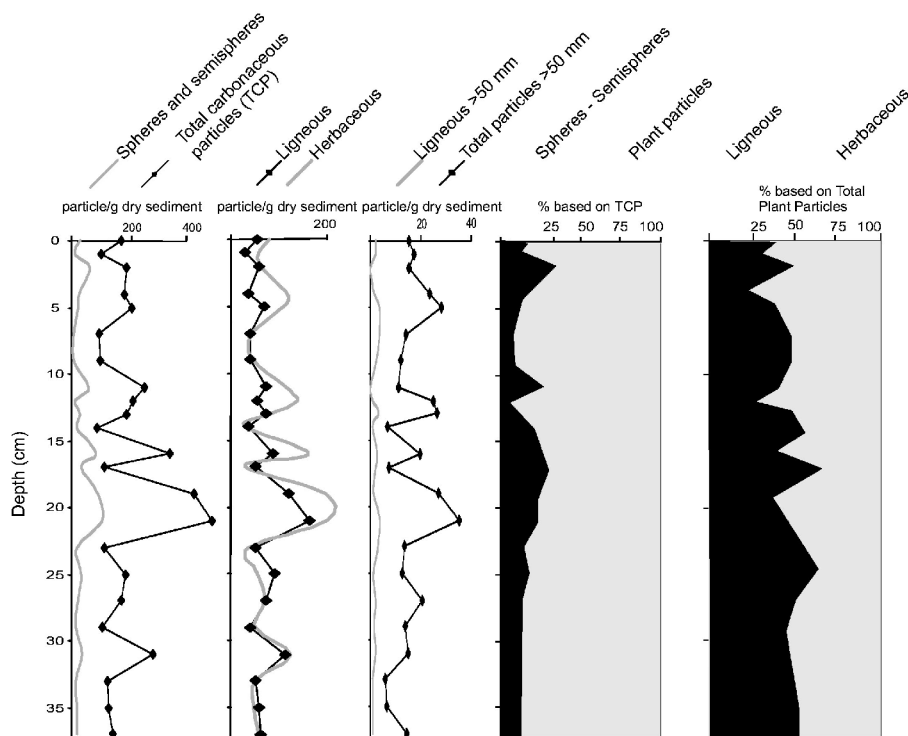 Spheres and semispheres
Total carbonaceous
particles (TCP)
Ligneous
Herbaceous
Ligneous >50 mm
Total particles >50 mm
Spheres - Semispheres
Plant particles
Ligneous
Herbaceous
particle/g dry sediment
particle/g dry sediment
particle/g dry sediment
% based on TCP
% based on Total
Plant Particles
200 400
200
20 40
25 50 75 100
25 50 75 100
Depth (cm)
0
5
10
15
20
25
30
35